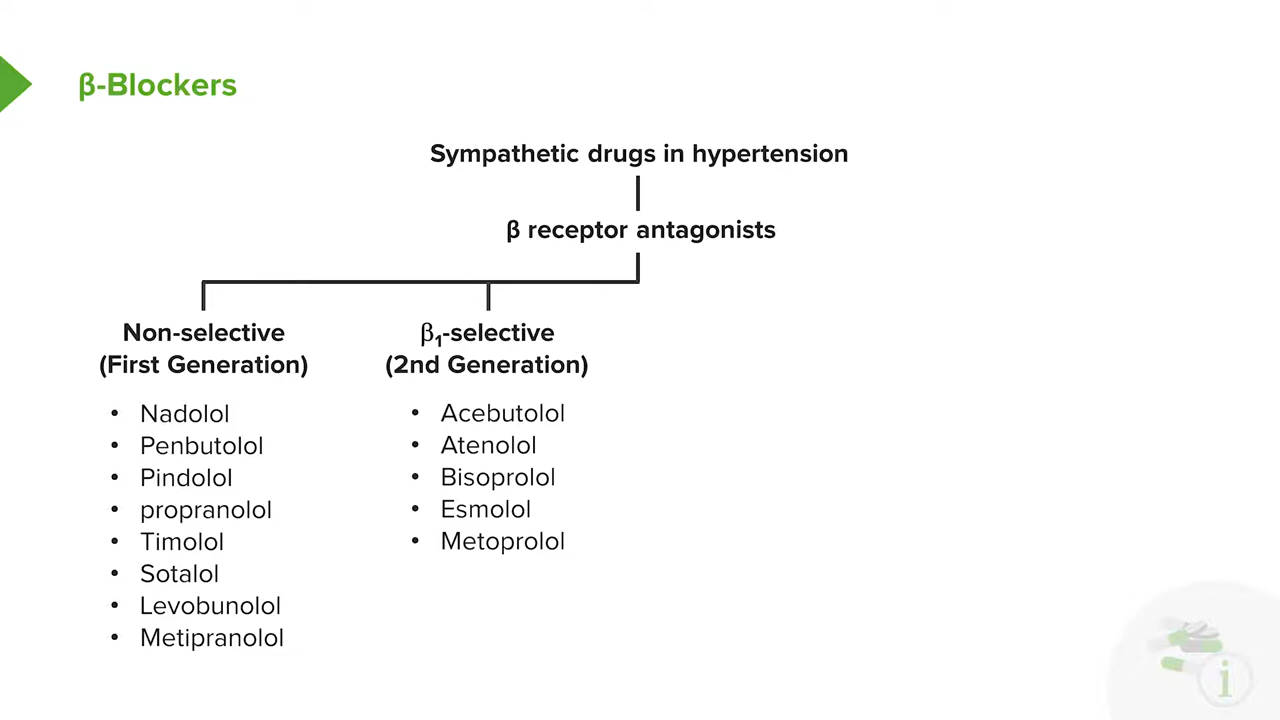 β-Blockers
Sympathetic drugs in hypertension
β receptor antagonists
Non-selective
(First Generation)
• Nadolol
• Penbutolol
• Pindolol
• propranolol
• Timolol
• Sotalol
• Levobunolol
• Metipranolol
β₁-selective
(2nd Generation)
• Acebutolol
• Atenolol
• Bisoprolol
• Esmolol
• Metoprolol
i